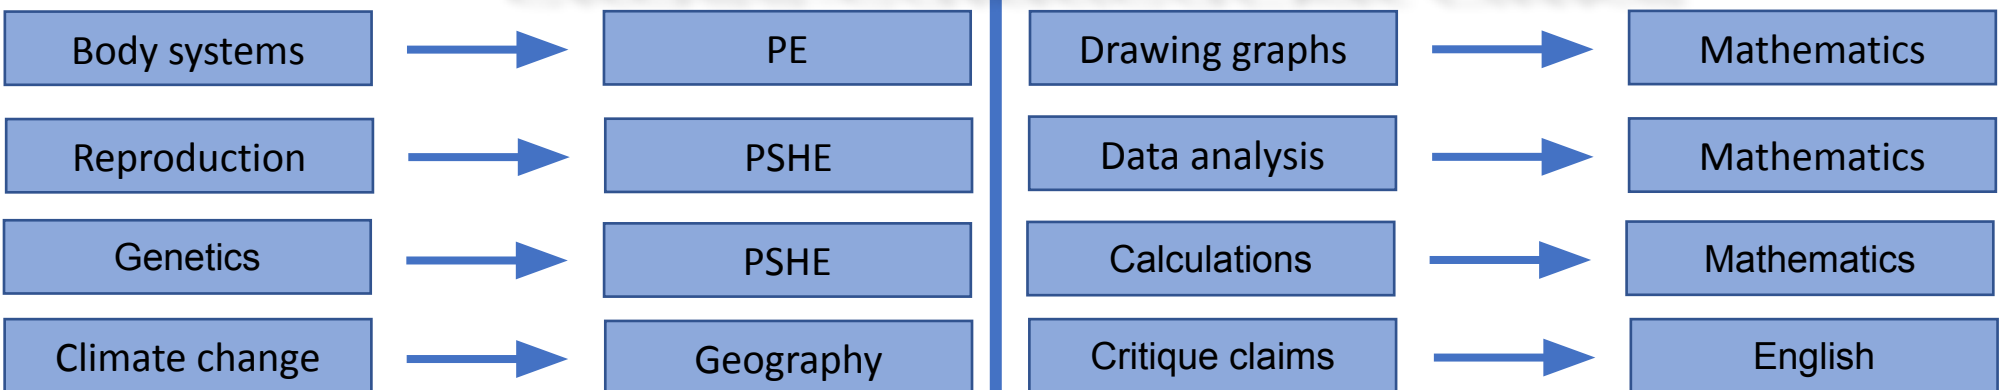 Body systems
PE
Reproduction
PSHE
Genetics
PSHE
Climate change
Geography
Drawing graphs
Mathematics
Data analysis
Mathematics
Calculations
Mathematics
Critique claims
English